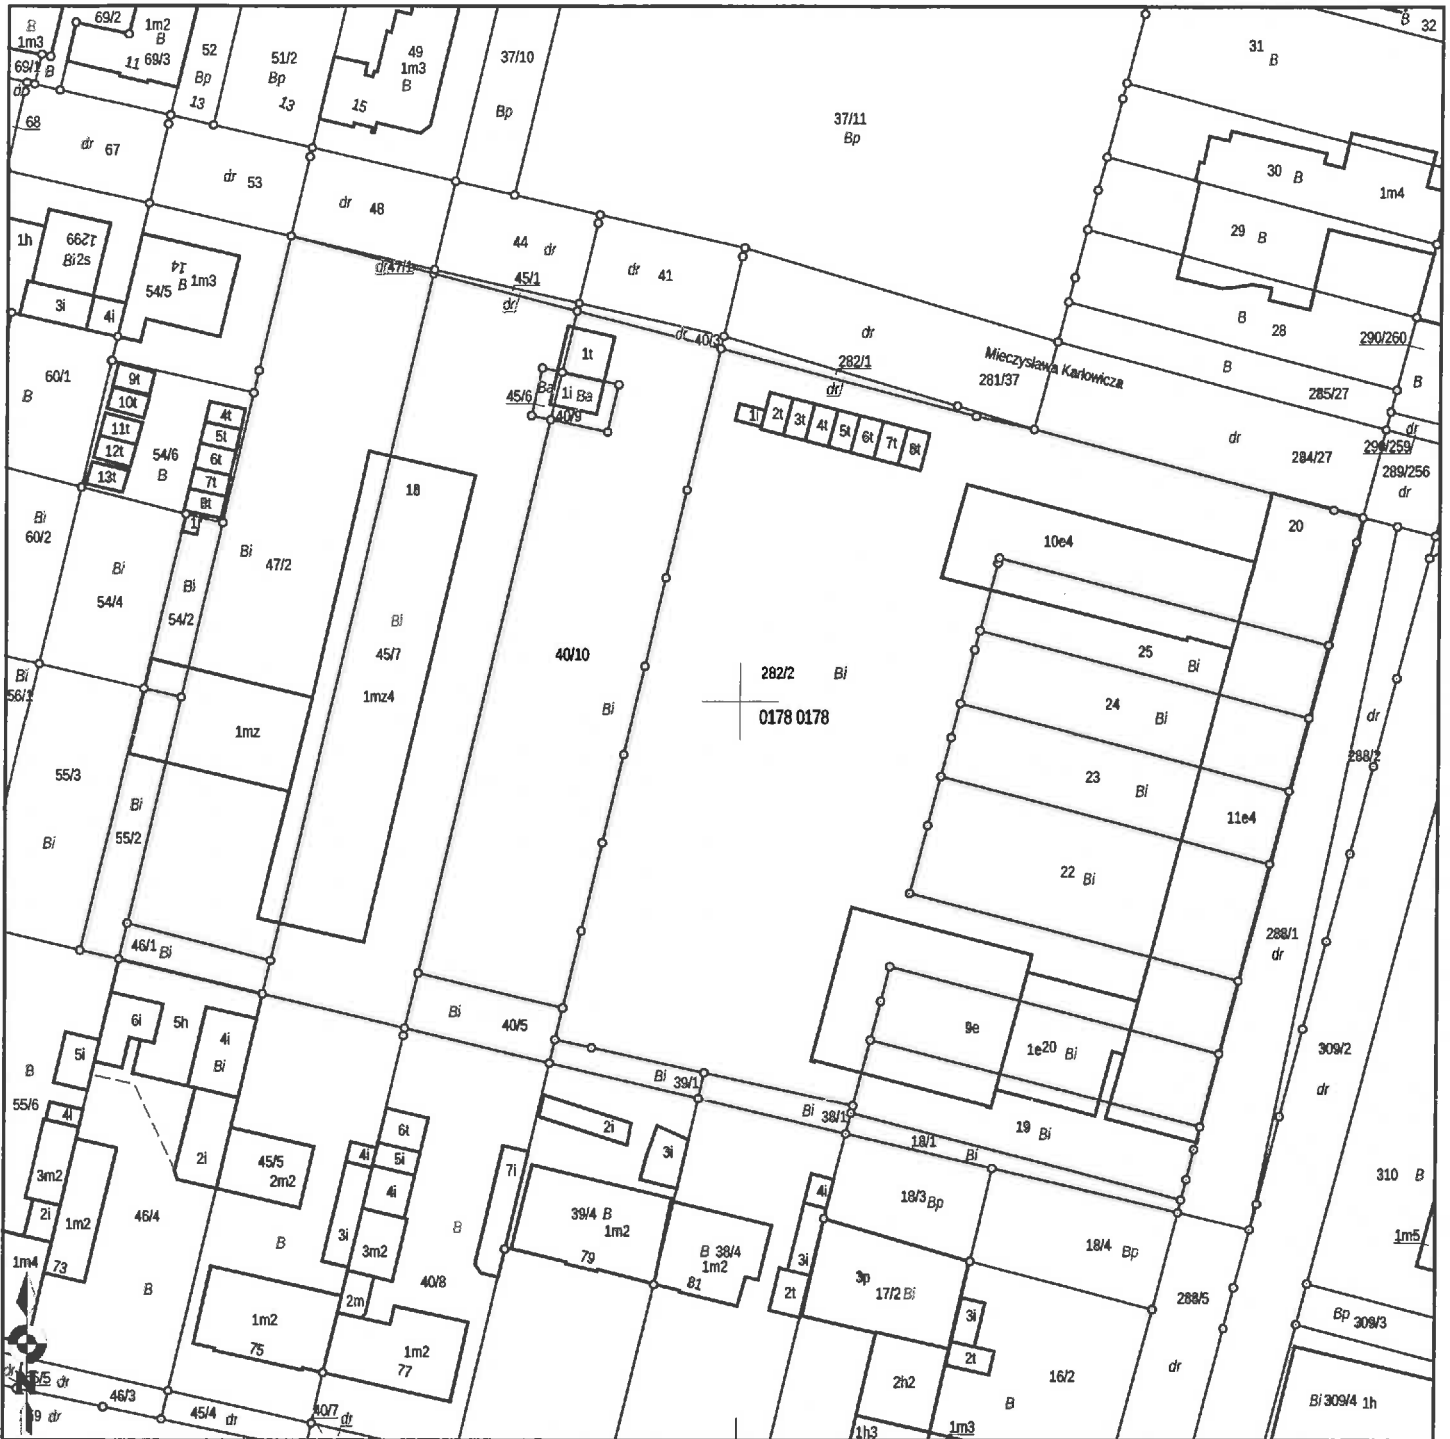 69/2
B
1m3
1m2
B
69/3
11
69/1
B
dr
68
52
Bp
13
51/2
Bp
13
49
1m3
B
15
37/10
Bp
37/11
Bp
31
B
B
32
30 B
1m4
29 B
B 28
290/260
B
285/27
B
dr 67
dr 53
dr 48
44 dr
dr 41
dr 47/1
45/1
dr
dr 40/3
dr
282/1
dr
Mieczysława Karłowicza
281/37
dr
284/27
dr
290/259
289/256
dr
1h
1299
Bi2s
3i
4i
14
54/5 B 1m3
60/1
B
9t
10t
11t
12t
13t
54/6
B
4t
5t
6t
7t
8t
1t
1i Ba
Ba
45/6
40/9
2t
3t
4t
5t
6t
7t
8t
18
20
10e4
Bi
60/2
Bi
54/4
Bi
54/2
Bi
47/2
Bi
45/7
1mz4
40/10
Bi
282/2 Bi
0178 0178
25 Bi
24 Bi
23 Bi
11e4
22 Bi
dr
288/2
Bi
56/1
1mz
55/3
Bi
Bi
55/2
46/1 Bi
288/1
dr
6i
5h
5i
4i
Bi
B
55/6
4i
3m2
2i
1m2
73
1m4
46/4
B
2i
45/5
2m2
B
4i
6t
5i
4i
3i
3m2
2m
1m2
75
1m2
77
B
40/8
7i
Bi
40/5
Bi 39/1
2i
3i
39/4 B
1m2
79
B 38/4
1m2
81
Bi 38/1
18/1
Bi
9e
1e20 Bi
19 Bi
4i
3i
2t
18/3 Bp
18/4 Bp
3p
17/2 Bi
3i
2t
2h2
1h3
1m3
16/2
B
288/5
dr
309/2
dr
310 B
1m5
Bp 309/3
Bi 309/4 1h
dr
dr
46/3
45/4 dr
40/7 dr
dr